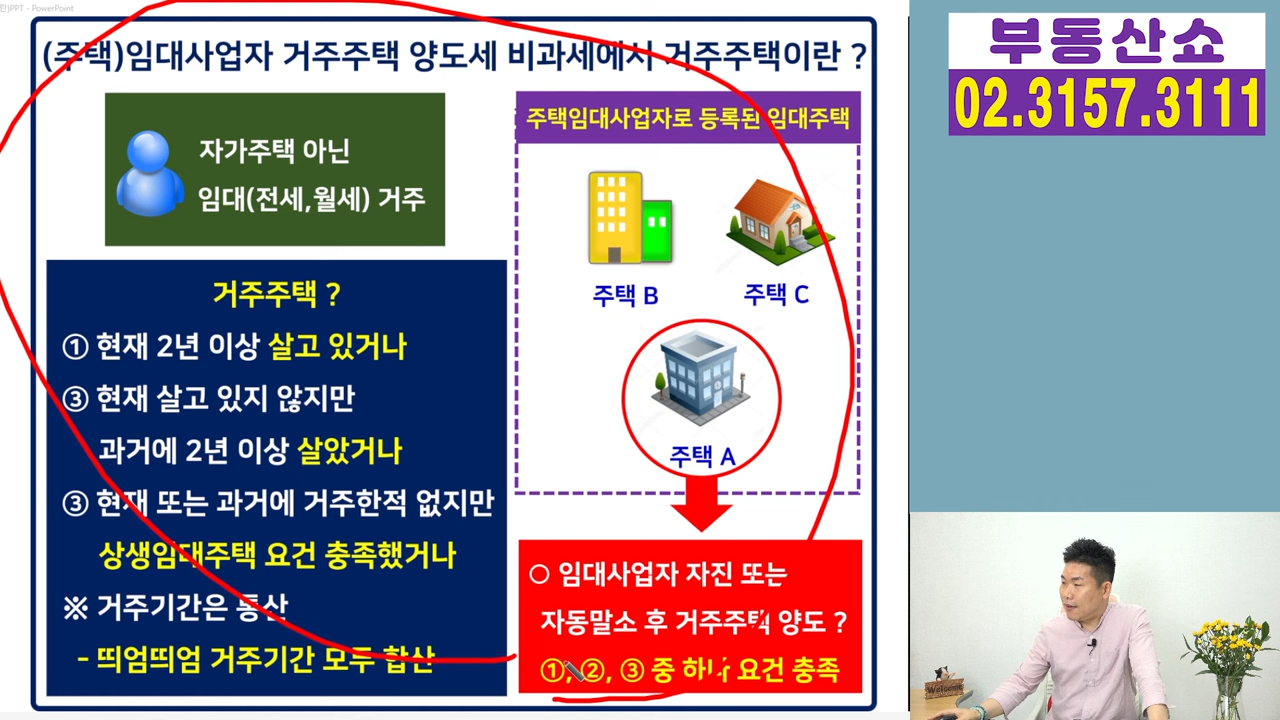 판)PPT - PowerPoint
(주택)임대사업자 거주주택 양도세 비과세에서 거주주택이란 ?
자가주택 아닌
임대(전세,월세) 거주
거주주택 ?
① 현재 2년 이상 살고 있거나
③ 현재 살고 있지 않지만
과거에 2년 이상 살았거나
③ 현재 또는 과거에 거주한적 없지만
상생임대주택 요건 충족했거나
※ 거주기간은 통산
- 띄엄띄엄 거주기간 모두 합산
주택임대사업자로 등록된 임대주택
주택 B
주택 C
주택 A
○ 임대사업자 자진 또는
자동말소 후 거주주택 양도 ?
①, ②, ③ 중 하나 요건 충족
부동산쇼
02.3157.3111
Welcome